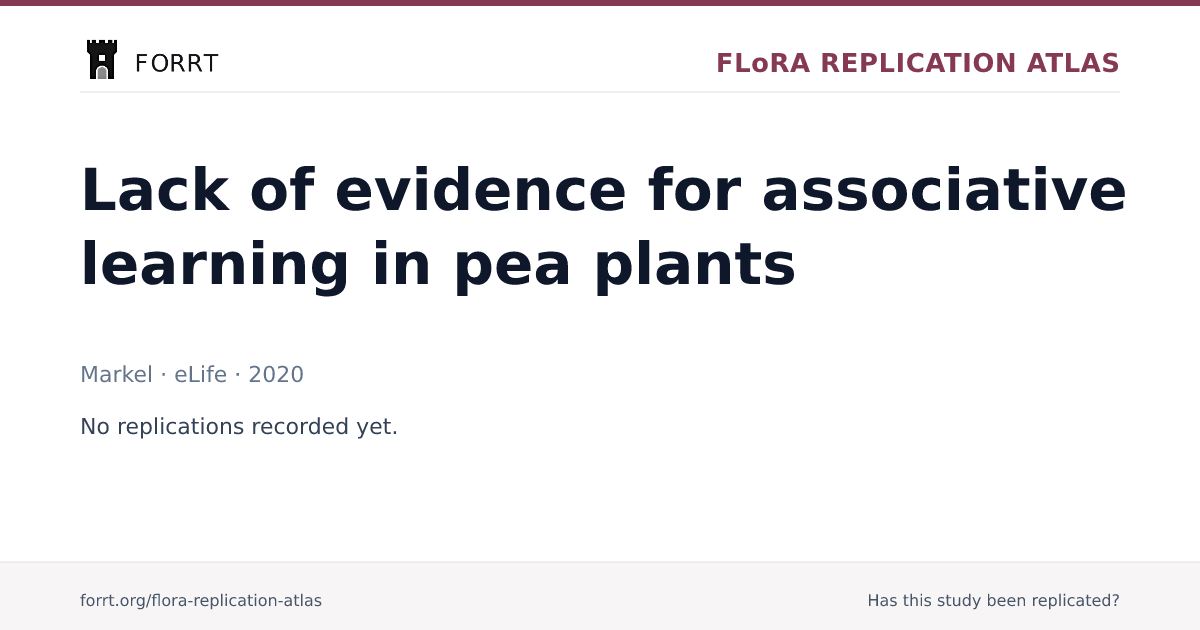 FORRT
FLoRA REPLICATION ATLAS
Lack of evidence for associative
learning in pea plants
Markel · eLife · 2020
No replications recorded yet.
forrt.org/flora-replication-atlas
Has this study been replicated?